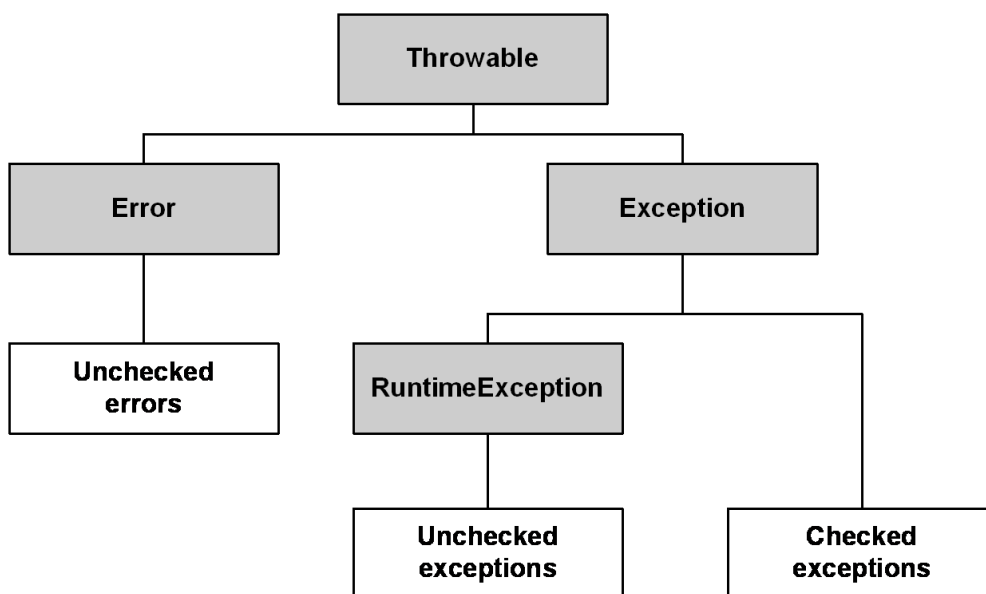 Throwable
Error
Exception
Unchecked
errors
RuntimeException
Unchecked
exceptions
Checked
exceptions